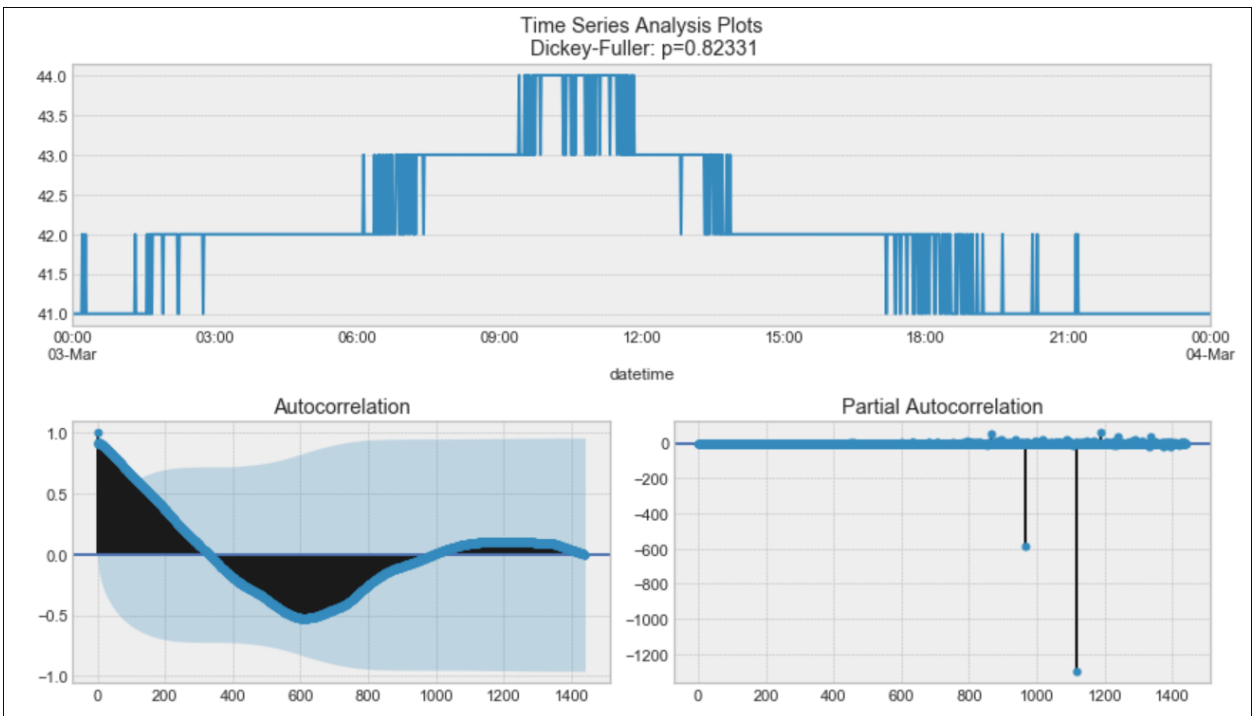 Time Series Analysis Plots
Dickey-Fuller: p=0.82331
44.0
43.5
43.0
42.5
42.0
41.5
41.0
00:00 03:00 06:00 09:00 12:00 15:00 18:00 21:00 00:00
03-Mar 04-Mar
datetime
Autocorrelation
1.0
0.5
0.0
−0.5
−1.0
0 200 400 600 800 1000 1200 1400
Partial Autocorrelation
0
−200
−400
−600
−800
−1000
−1200
0 200 400 600 800 1000 1200 1400